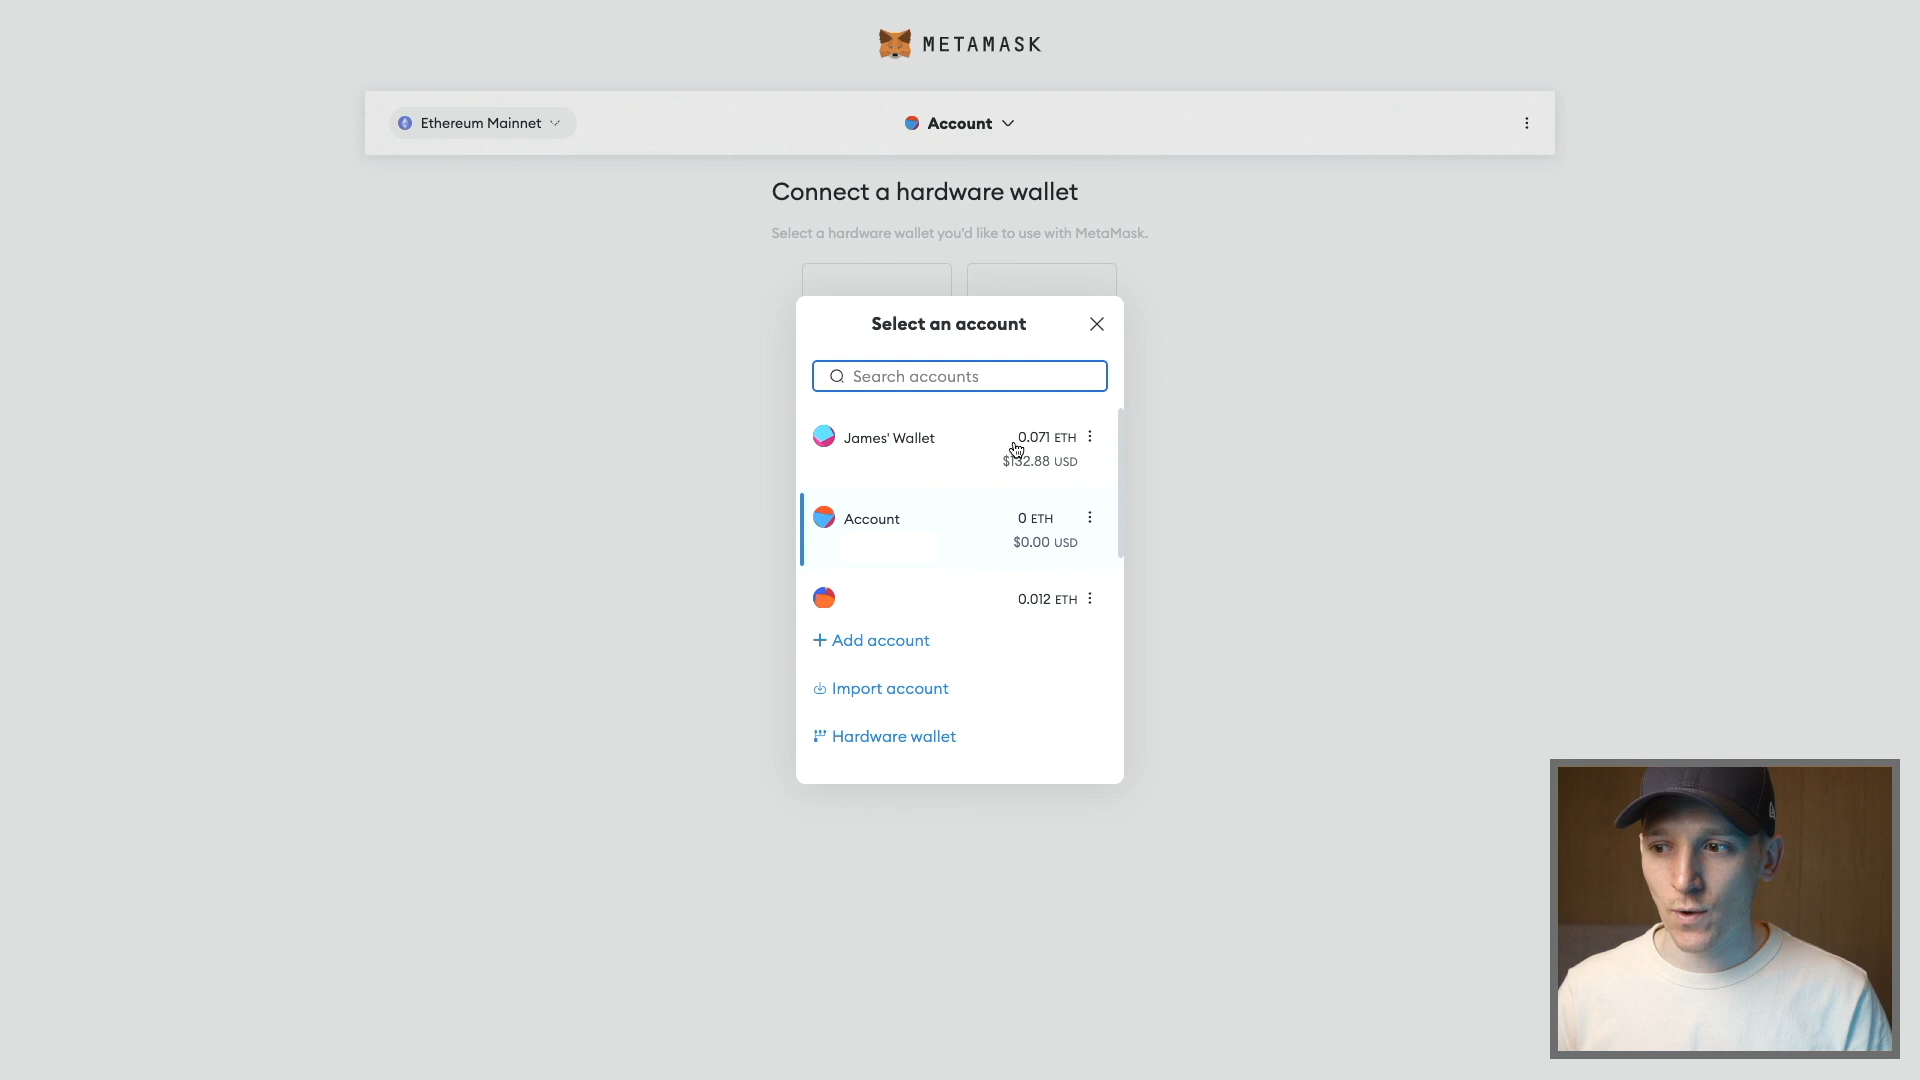 METAMASK
Ethereum Mainnet
Account
Connect a hardware wallet
Select a hardware wallet you'd like to use with MetaMask.
Select an account
Search accounts
James' Wallet
0.071 ETH
$132.88 USD
Account
0 ETH
$0.00 USD
0.012 ETH
Add account
Import account
Hardware wallet